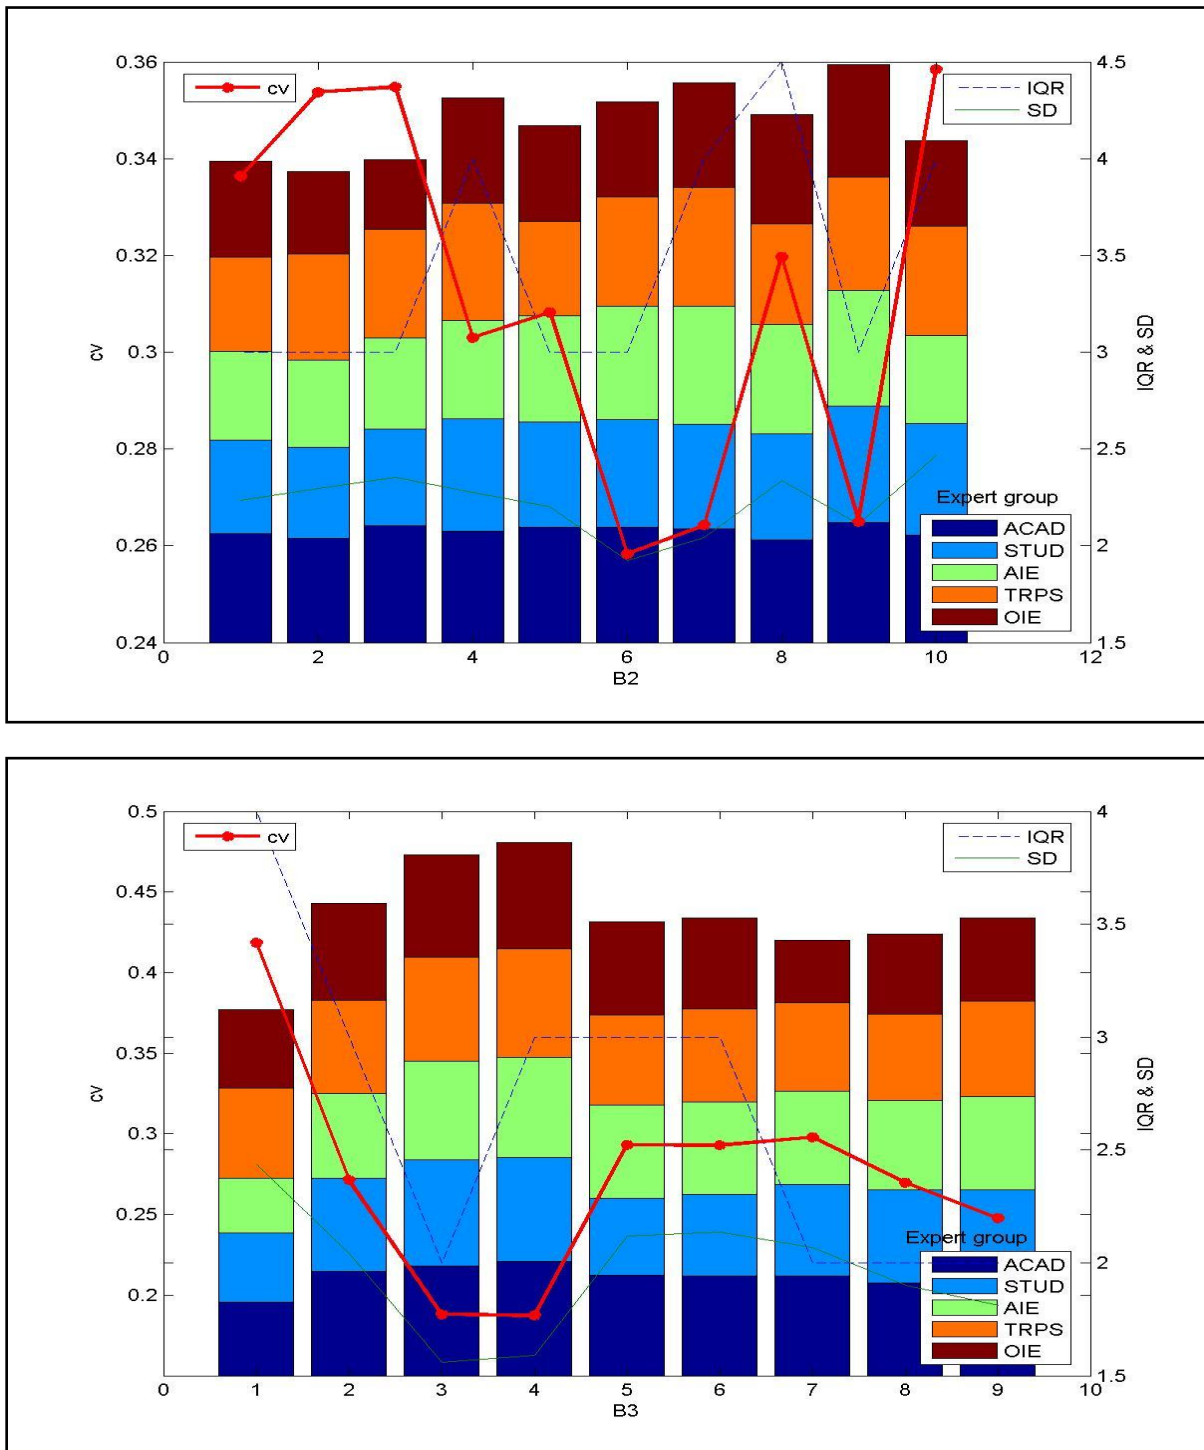 0.36
0.34
0.32
0.3
0.28
0.26
0.24
cv
cv
IQR
SD
4.5
4
3.5
3
2.5
2
1.5
IQR & SD
Expert group
ACAD
STUD
AIE
TRPS
OIE
0 2 4 6 8 10 12
B2
0.5
0.45
0.4
0.35
0.3
0.25
0.2
cv
cv
IQR
SD
4
3.5
3
2.5
2
1.5
IQR & SD
Expert group
ACAD
STUD
AIE
TRPS
OIE
0 1 2 3 4 5 6 7 8 9 10
B3